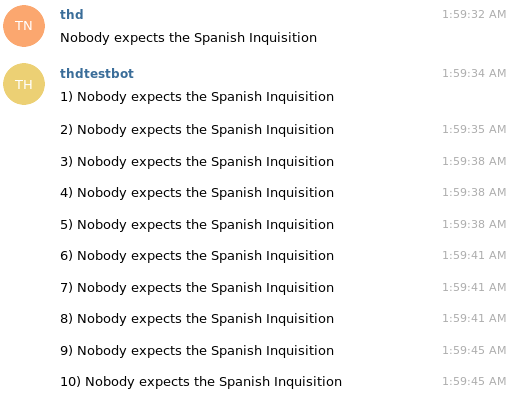 TN
thd 1:59:32 AM
Nobody expects the Spanish Inquisition
TH
thdtestbot 1:59:34 AM
1) Nobody expects the Spanish Inquisition
2) Nobody expects the Spanish Inquisition 1:59:35 AM
3) Nobody expects the Spanish Inquisition 1:59:38 AM
4) Nobody expects the Spanish Inquisition 1:59:38 AM
5) Nobody expects the Spanish Inquisition 1:59:38 AM
6) Nobody expects the Spanish Inquisition 1:59:41 AM
7) Nobody expects the Spanish Inquisition 1:59:41 AM
8) Nobody expects the Spanish Inquisition 1:59:41 AM
9) Nobody expects the Spanish Inquisition 1:59:45 AM
10) Nobody expects the Spanish Inquisition 1:59:45 AM